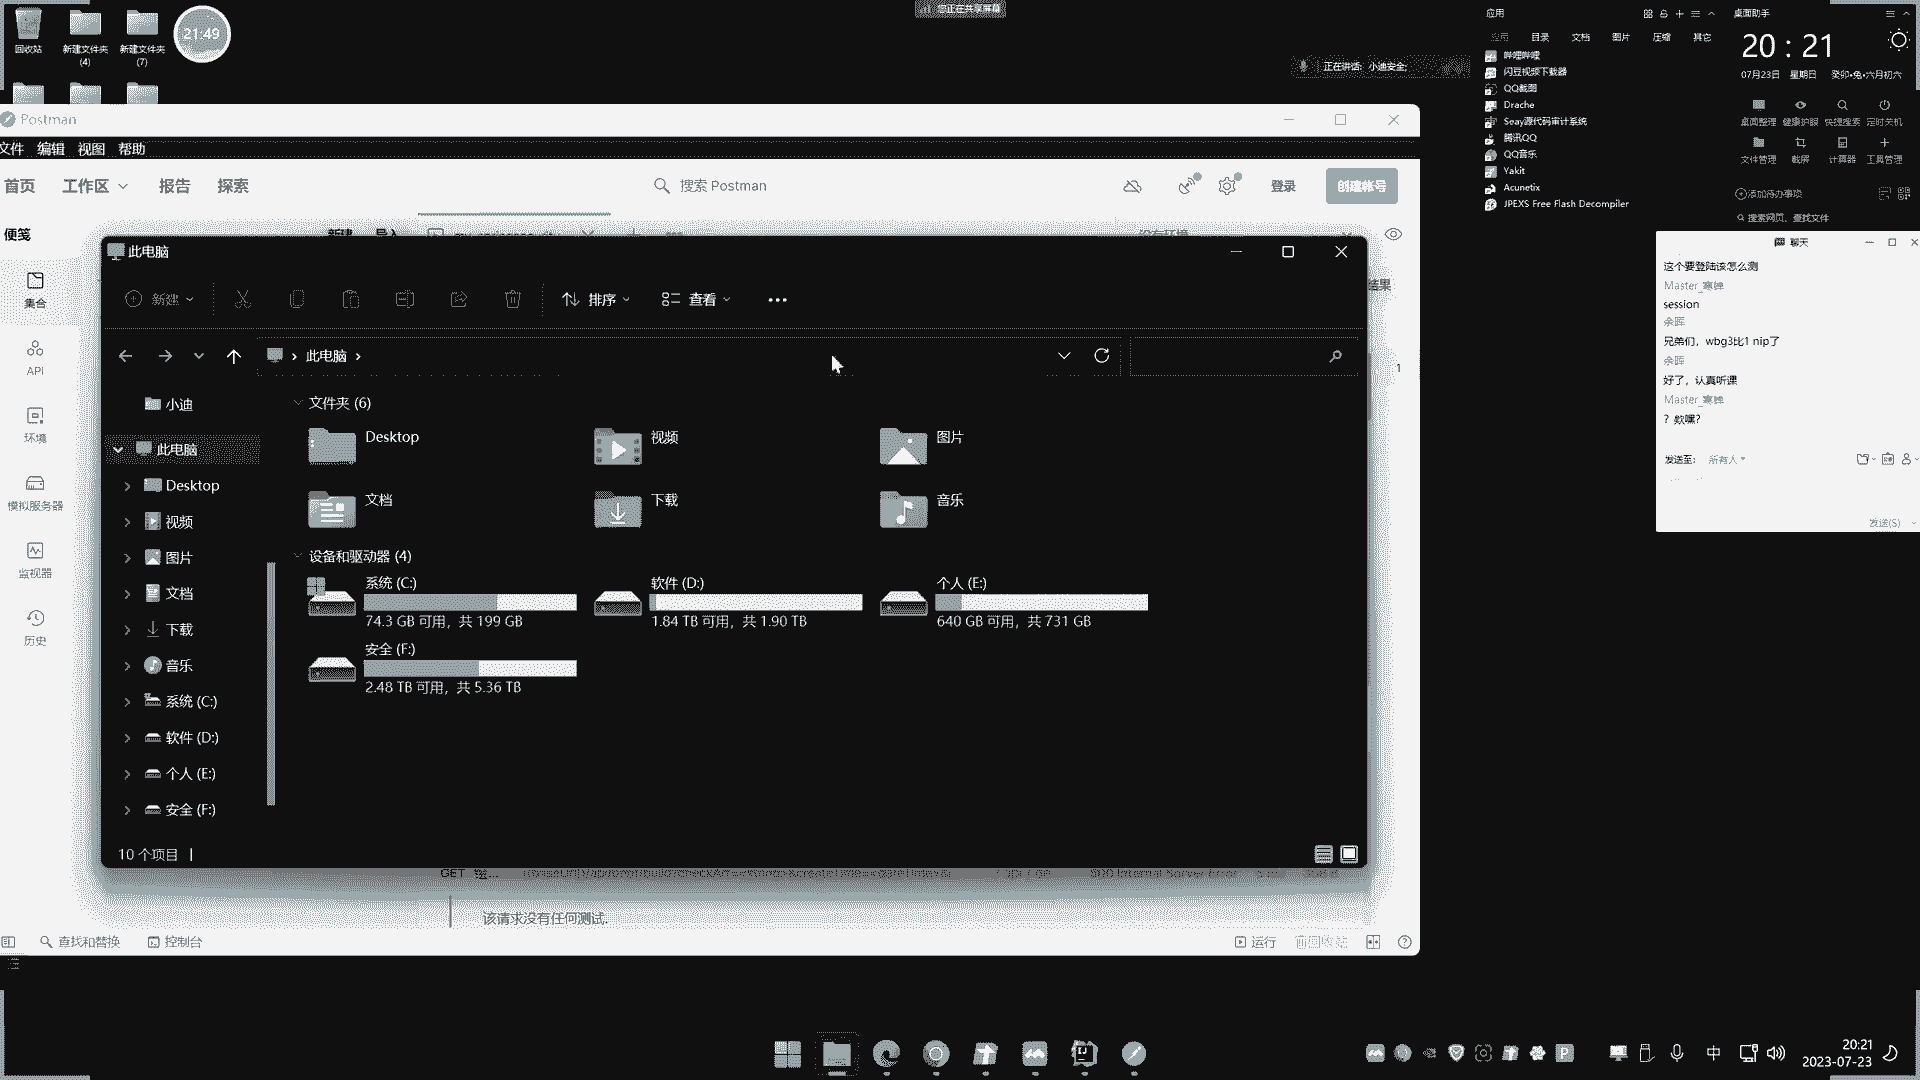 您正在共享屏幕
回收站
新建文件夹 (4)
新建文件夹 (7)
21:49
正在讲话: 小迪安全;
应用
应用 目录 文档 图片 压缩 其它
哔哩哔哩
闪豆视频下载器
QQ截图
Drache
Seay源代码审计系统
腾讯QQ
QQ音乐
Yakit
Acunetix
JPEXS Free Flash Decompiler
桌面助手
20 : 21
07月23日 星期日 癸卯•兔•六月初六
桌面整理 健康护眼 快捷搜索 定时关机
文件管理 截屏 计算器 工具管理
添加待办事项
搜索网页、查找文件
Postman
文件 编辑 视图 帮助
首页 工作区 报告 探索
搜索 Postman
登录
创建帐号
便笺
新建 导入
没有环境
结果
集合
API
环境
模拟服务器
监视器
历史
此电脑
新建
排序
查看
此电脑
小迪
此电脑
Desktop
视频
图片
文档
下载
音乐
系统 (C:)
软件 (D:)
个人 (E:)
安全 (F:)
文件夹 (6)
Desktop
视频
图片
文档
下载
音乐
设备和驱动器 (4)
系统 (C:)
74.3 GB 可用，共 199 GB
软件 (D:)
1.84 TB 可用，共 1.90 TB
个人 (E:)
640 GB 可用，共 731 GB
安全 (F:)
2.48 TB 可用，共 5.36 TB
10 个项目
1
GET
500 Internal Server Error
该请求没有任何测试.
查找和替换
控制台
运行
回收站
聊天
这个要登陆该怎么测
Master_寒蝉
session
余晖
兄弟们，wbg3比1 nip了
余晖
好了，认真听课
Master_寒蝉
？欸嘿?
发送至: 所有人
发送(S)
中
20:21
2023-07-23